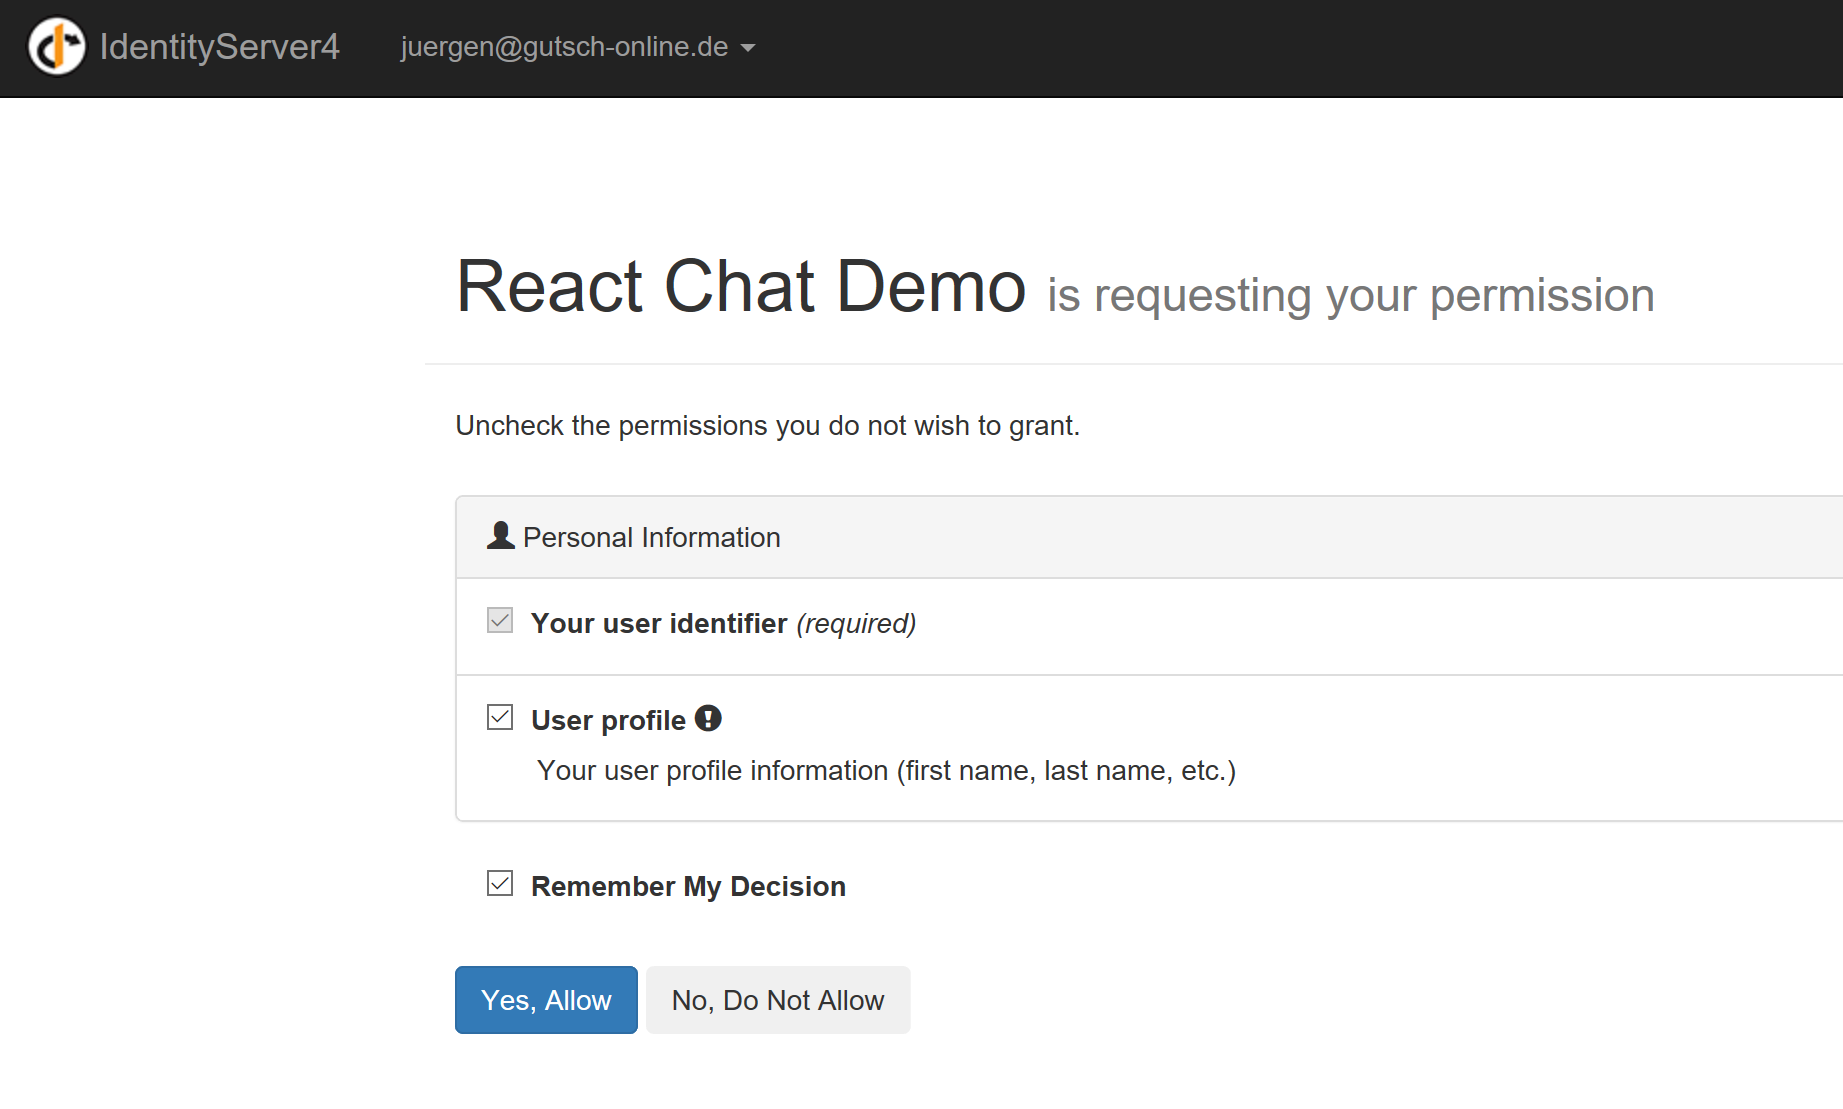 IdentityServer4 juergen@gutsch-online.de
React Chat Demo is requesting your permission
Uncheck the permissions you do not wish to grant.
Personal Information
Your user identifier (required)
User profile
Your user profile information (first name, last name, etc.)
Remember My Decision
Yes, Allow No, Do Not Allow